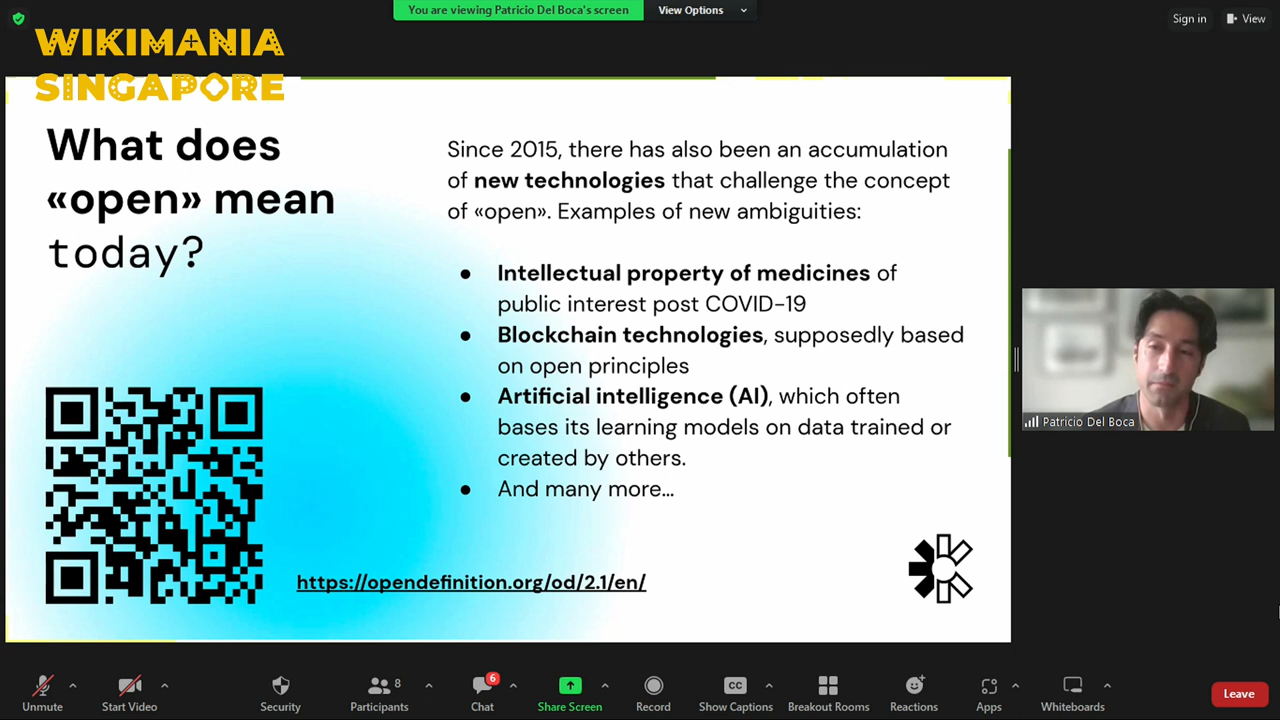 You are viewing Patricio Del Boca's screen
View Options
Sign in
View
WIKIMANIA
SINGAPORE
What does
«open» mean
today?
Since 2015, there has also been an accumulation
of new technologies that challenge the concept
of «open». Examples of new ambiguities:
● Intellectual property of medicines of
public interest post COVID-19
● Blockchain technologies, supposedly based
on open principles
● Artificial intelligence (AI), which often
bases its learning models on data trained or
created by others.
● And many more…
https://opendefinition.org/od/2.1/en/
Patricio Del Boca
Unmute
Start Video
Security
Participants
8
Chat
6
Share Screen
Record
CC
Show Captions
Breakout Rooms
Reactions
Apps
Whiteboards
Leave